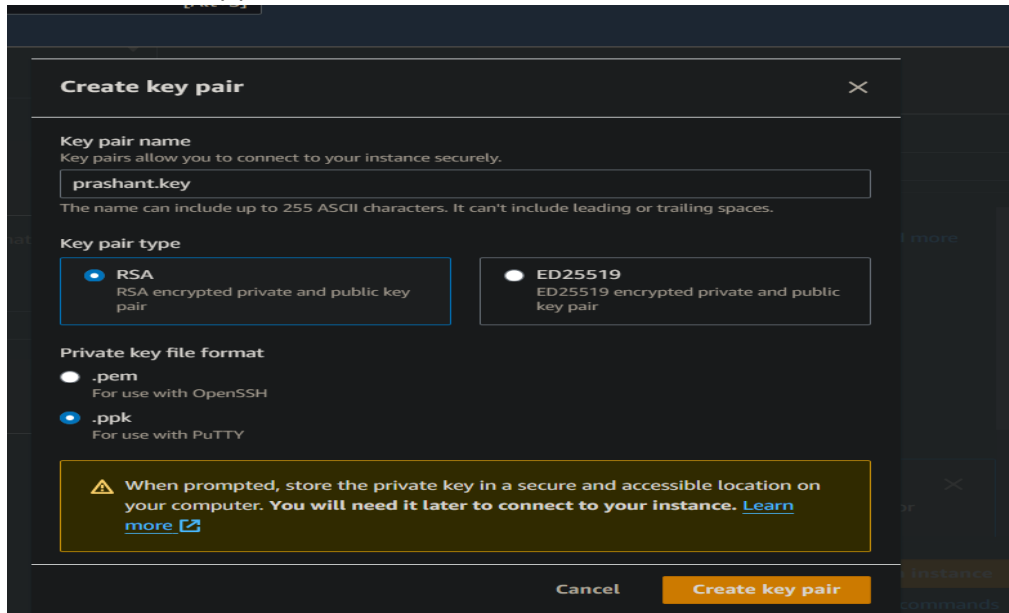 Create key pair
Key pair name
Key pairs allow you to connect to your instance securely.
prashant.key
The name can include up to 255 ASCII characters. It can't include leading or trailing spaces.
Key pair type
RSA
RSA encrypted private and public key
pair
ED25519
ED25519 encrypted private and public
key pair
Private key file format
.pem
For use with OpenSSH
.ppk
For use with PuTTY
When prompted, store the private key in a secure and accessible location on
your computer. You will need it later to connect to your instance. Learn
more
Cancel
Create key pair
more
instance
commands